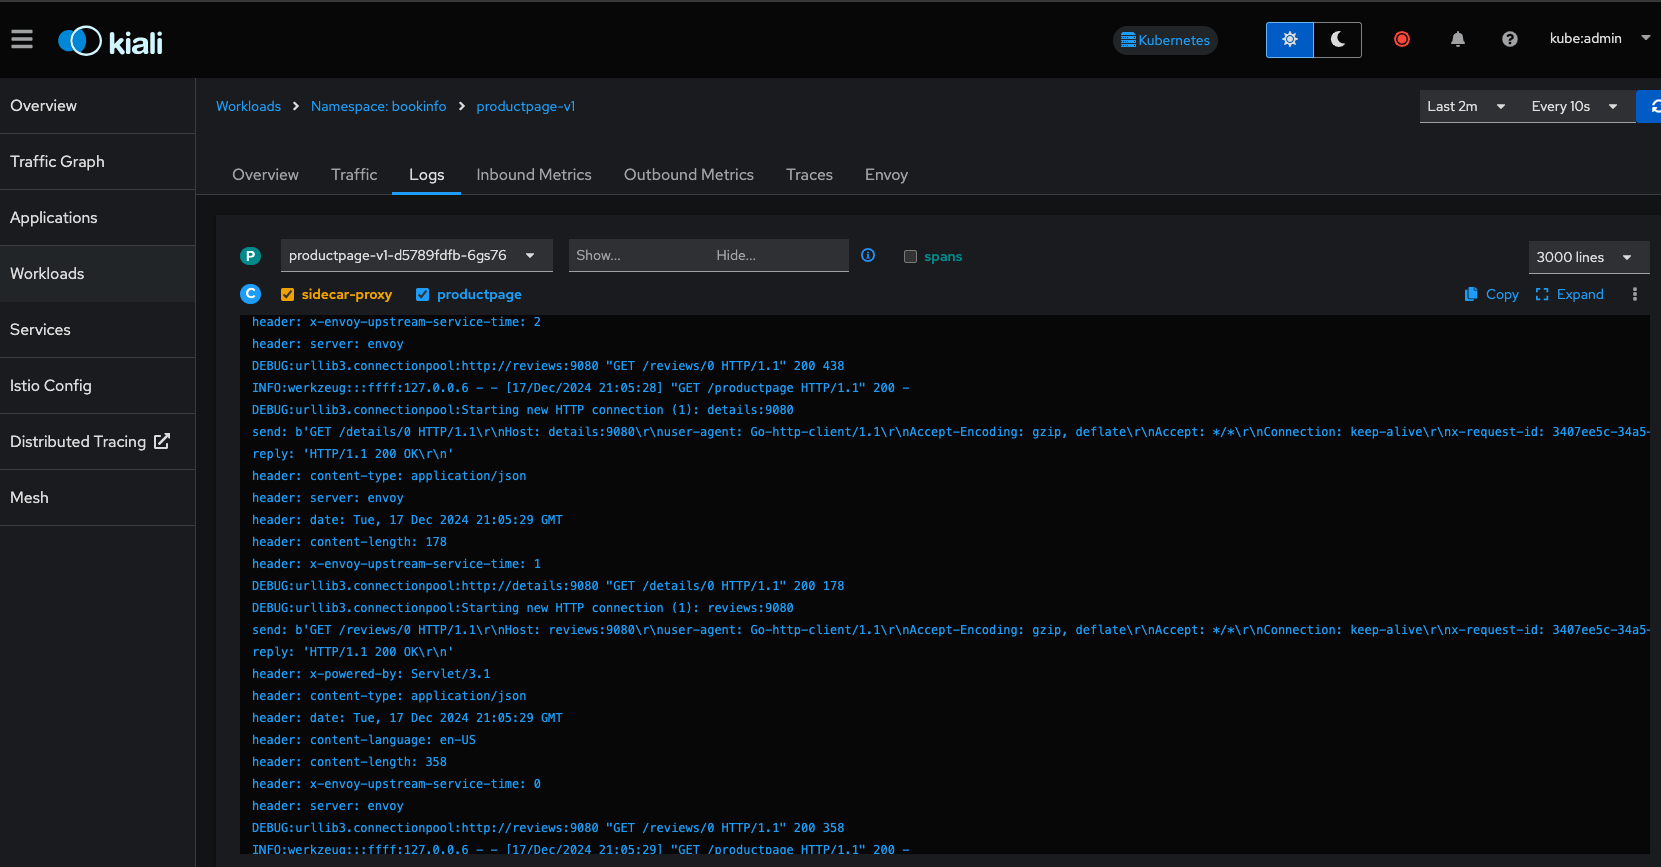 kiali
Kubernetes
kube:admin
Overview
Traffic Graph
Applications
Workloads
Services
Istio Config
Distributed Tracing
Mesh
Workloads > Namespace: bookinfo > productpage-v1
Last 2m Every 10s
Overview Traffic Logs Inbound Metrics Outbound Metrics Traces Envoy
P productpage-v1-d5789fdfb-6gs76 Show... Hide... spans 3000 lines
C sidecar-proxy productpage Copy Expand
header: x-envoy-upstream-service-time: 2
header: server: envoy
DEBUG:urllib3.connectionpool:http://reviews:9080 "GET /reviews/0 HTTP/1.1" 200 438
INFO:werkzeug:::ffff:127.0.0.6 - - [17/Dec/2024 21:05:28] "GET /productpage HTTP/1.1" 200 -
DEBUG:urllib3.connectionpool:Starting new HTTP connection (1): details:9080
send: b'GET /details/0 HTTP/1.1\r\nHost: details:9080\r\nuser-agent: Go-http-client/1.1\r\nAccept-Encoding: gzip, deflate\r\nAccept: */*\r\nConnection: keep-alive\r\nx-request-id: 3407ee5c-34a5-
reply: 'HTTP/1.1 200 OK\r\n'
header: content-type: application/json
header: server: envoy
header: date: Tue, 17 Dec 2024 21:05:29 GMT
header: content-length: 178
header: x-envoy-upstream-service-time: 1
DEBUG:urllib3.connectionpool:http://details:9080 "GET /details/0 HTTP/1.1" 200 178
DEBUG:urllib3.connectionpool:Starting new HTTP connection (1): reviews:9080
send: b'GET /reviews/0 HTTP/1.1\r\nHost: reviews:9080\r\nuser-agent: Go-http-client/1.1\r\nAccept-Encoding: gzip, deflate\r\nAccept: */*\r\nConnection: keep-alive\r\nx-request-id: 3407ee5c-34a5-
reply: 'HTTP/1.1 200 OK\r\n'
header: x-powered-by: Servlet/3.1
header: content-type: application/json
header: date: Tue, 17 Dec 2024 21:05:29 GMT
header: content-language: en-US
header: content-length: 358
header: x-envoy-upstream-service-time: 0
header: server: envoy
DEBUG:urllib3.connectionpool:http://reviews:9080 "GET /reviews/0 HTTP/1.1" 200 358
INFO:werkzeug:::ffff:127.0.0.6 - - [17/Dec/2024 21:05:29] "GET /productpage HTTP/1.1" 200 -